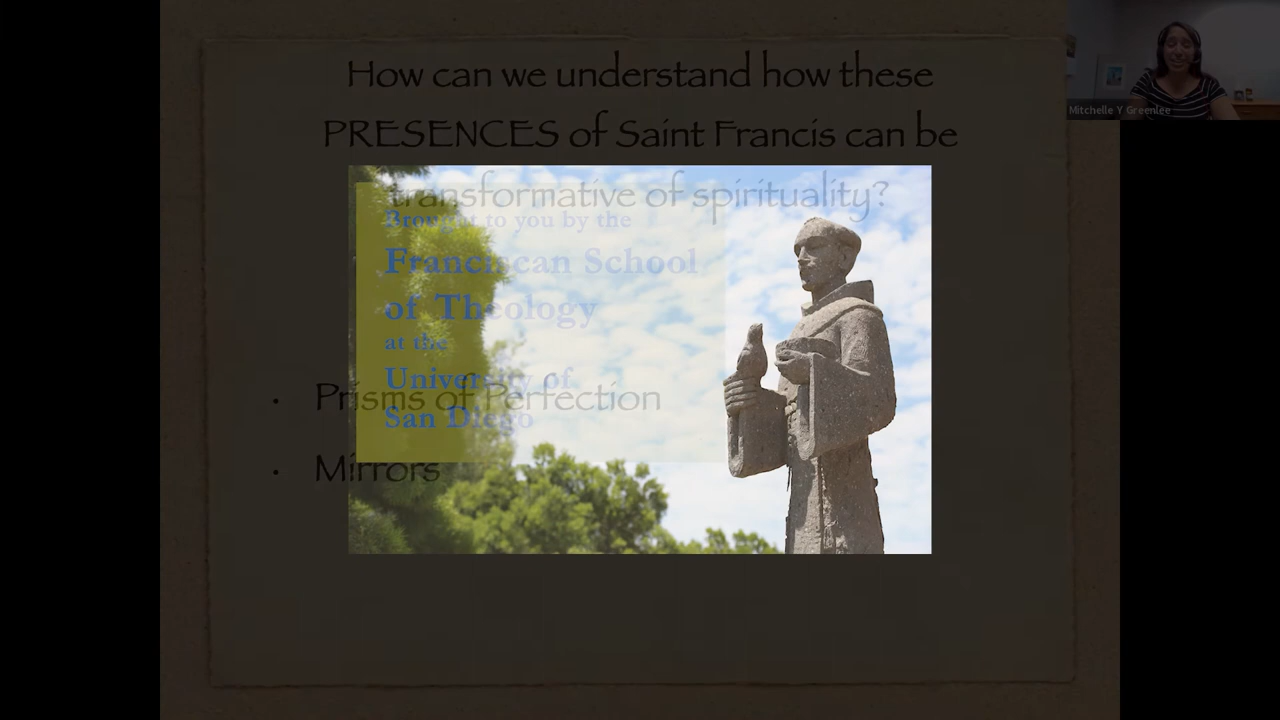 How can we understand how these
PRESENCES of Saint Francis can be
transformative of spirituality?
Brought to you by the
Franciscan School
of Theology
at the
University of
San Diego
• Prisms of Perfection
• Mirrors
Mitchelle Y Greenlee